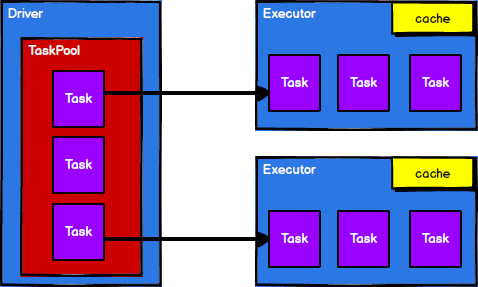 Driver
TaskPool
Task
Task
Task
Executor
cache
Task Task Task
Executor
cache
Task Task Task